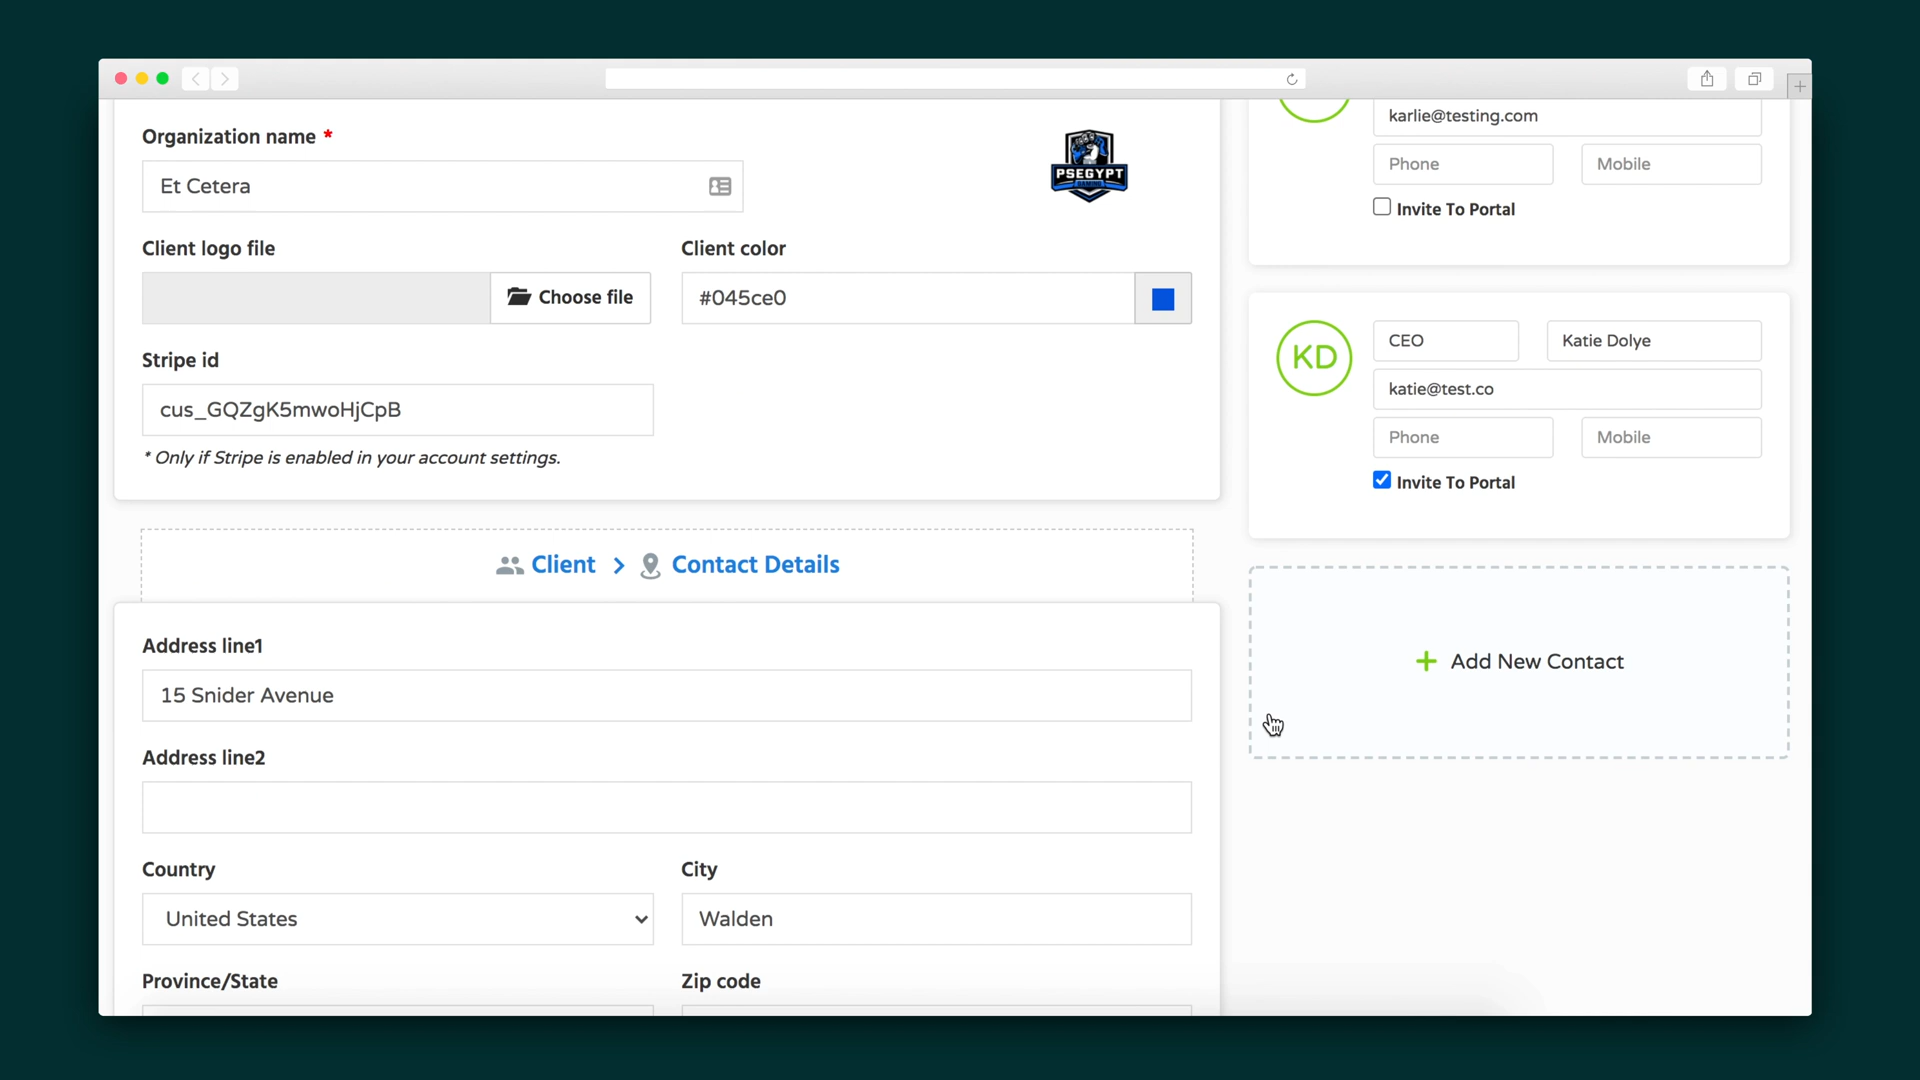 Organization name *
Et Cetera
PSEGYPT
GAMING
Client logo file
Client color
Choose file
#045ce0
Stripe id
cus_GQZgK5mwoHjCpB
* Only if Stripe is enabled in your account settings.
Client > Contact Details
Address line1
15 Snider Avenue
Address line2
Country
City
United States
Walden
Province/State
Zip code
karlie@testing.com
Phone
Mobile
Invite To Portal
KD
CEO
Katie Dolye
katie@test.co
Phone
Mobile
Invite To Portal
+ Add New Contact